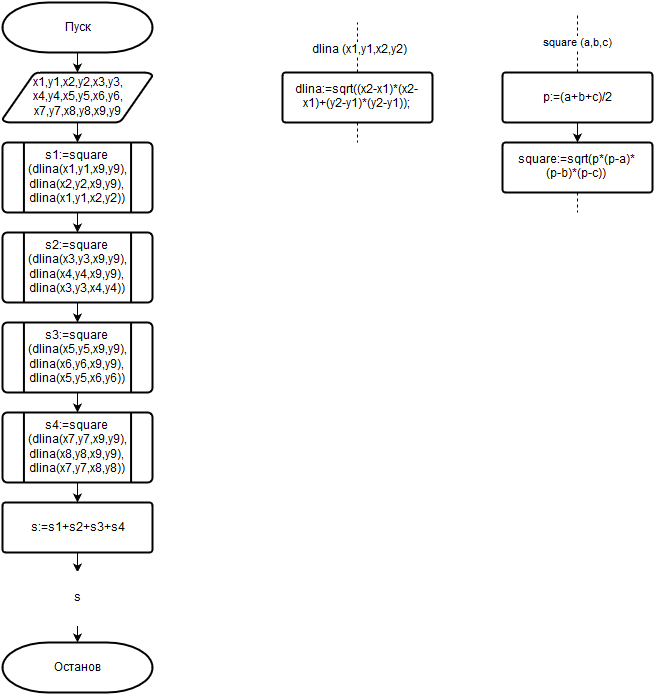 Пуск
x1,y1,x2,y2,x3,y3,
x4,y4,x5,y5,x6,y6,
x7,y7,x8,y8,x9,y9
s1:=square
(dlina(x1,y1,x9,y9),
dlina(x2,y2,x9,y9),
dlina(x1,y1,x2,y2))
s2:=square
(dlina(x3,y3,x9,y9),
dlina(x4,y4,x9,y9),
dlina(x3,y3,x4,y4))
s3:=square
(dlina(x5,y5,x9,y9),
dlina(x6,y6,x9,y9),
dlina(x5,y5,x6,y6))
s4:=square
(dlina(x7,y7,x9,y9),
dlina(x8,y8,x9,y9),
dlina(x7,y7,x8,y8))
s:=s1+s2+s3+s4
s
Останов
dlina (x1,y1,x2,y2)
dlina:=sqrt((x2-x1)*(x2-
x1)+(y2-y1)*(y2-y1));
square (a,b,c)
p:=(a+b+c)/2
square:=sqrt(p*(p-a)*
(p-b)*(p-c))